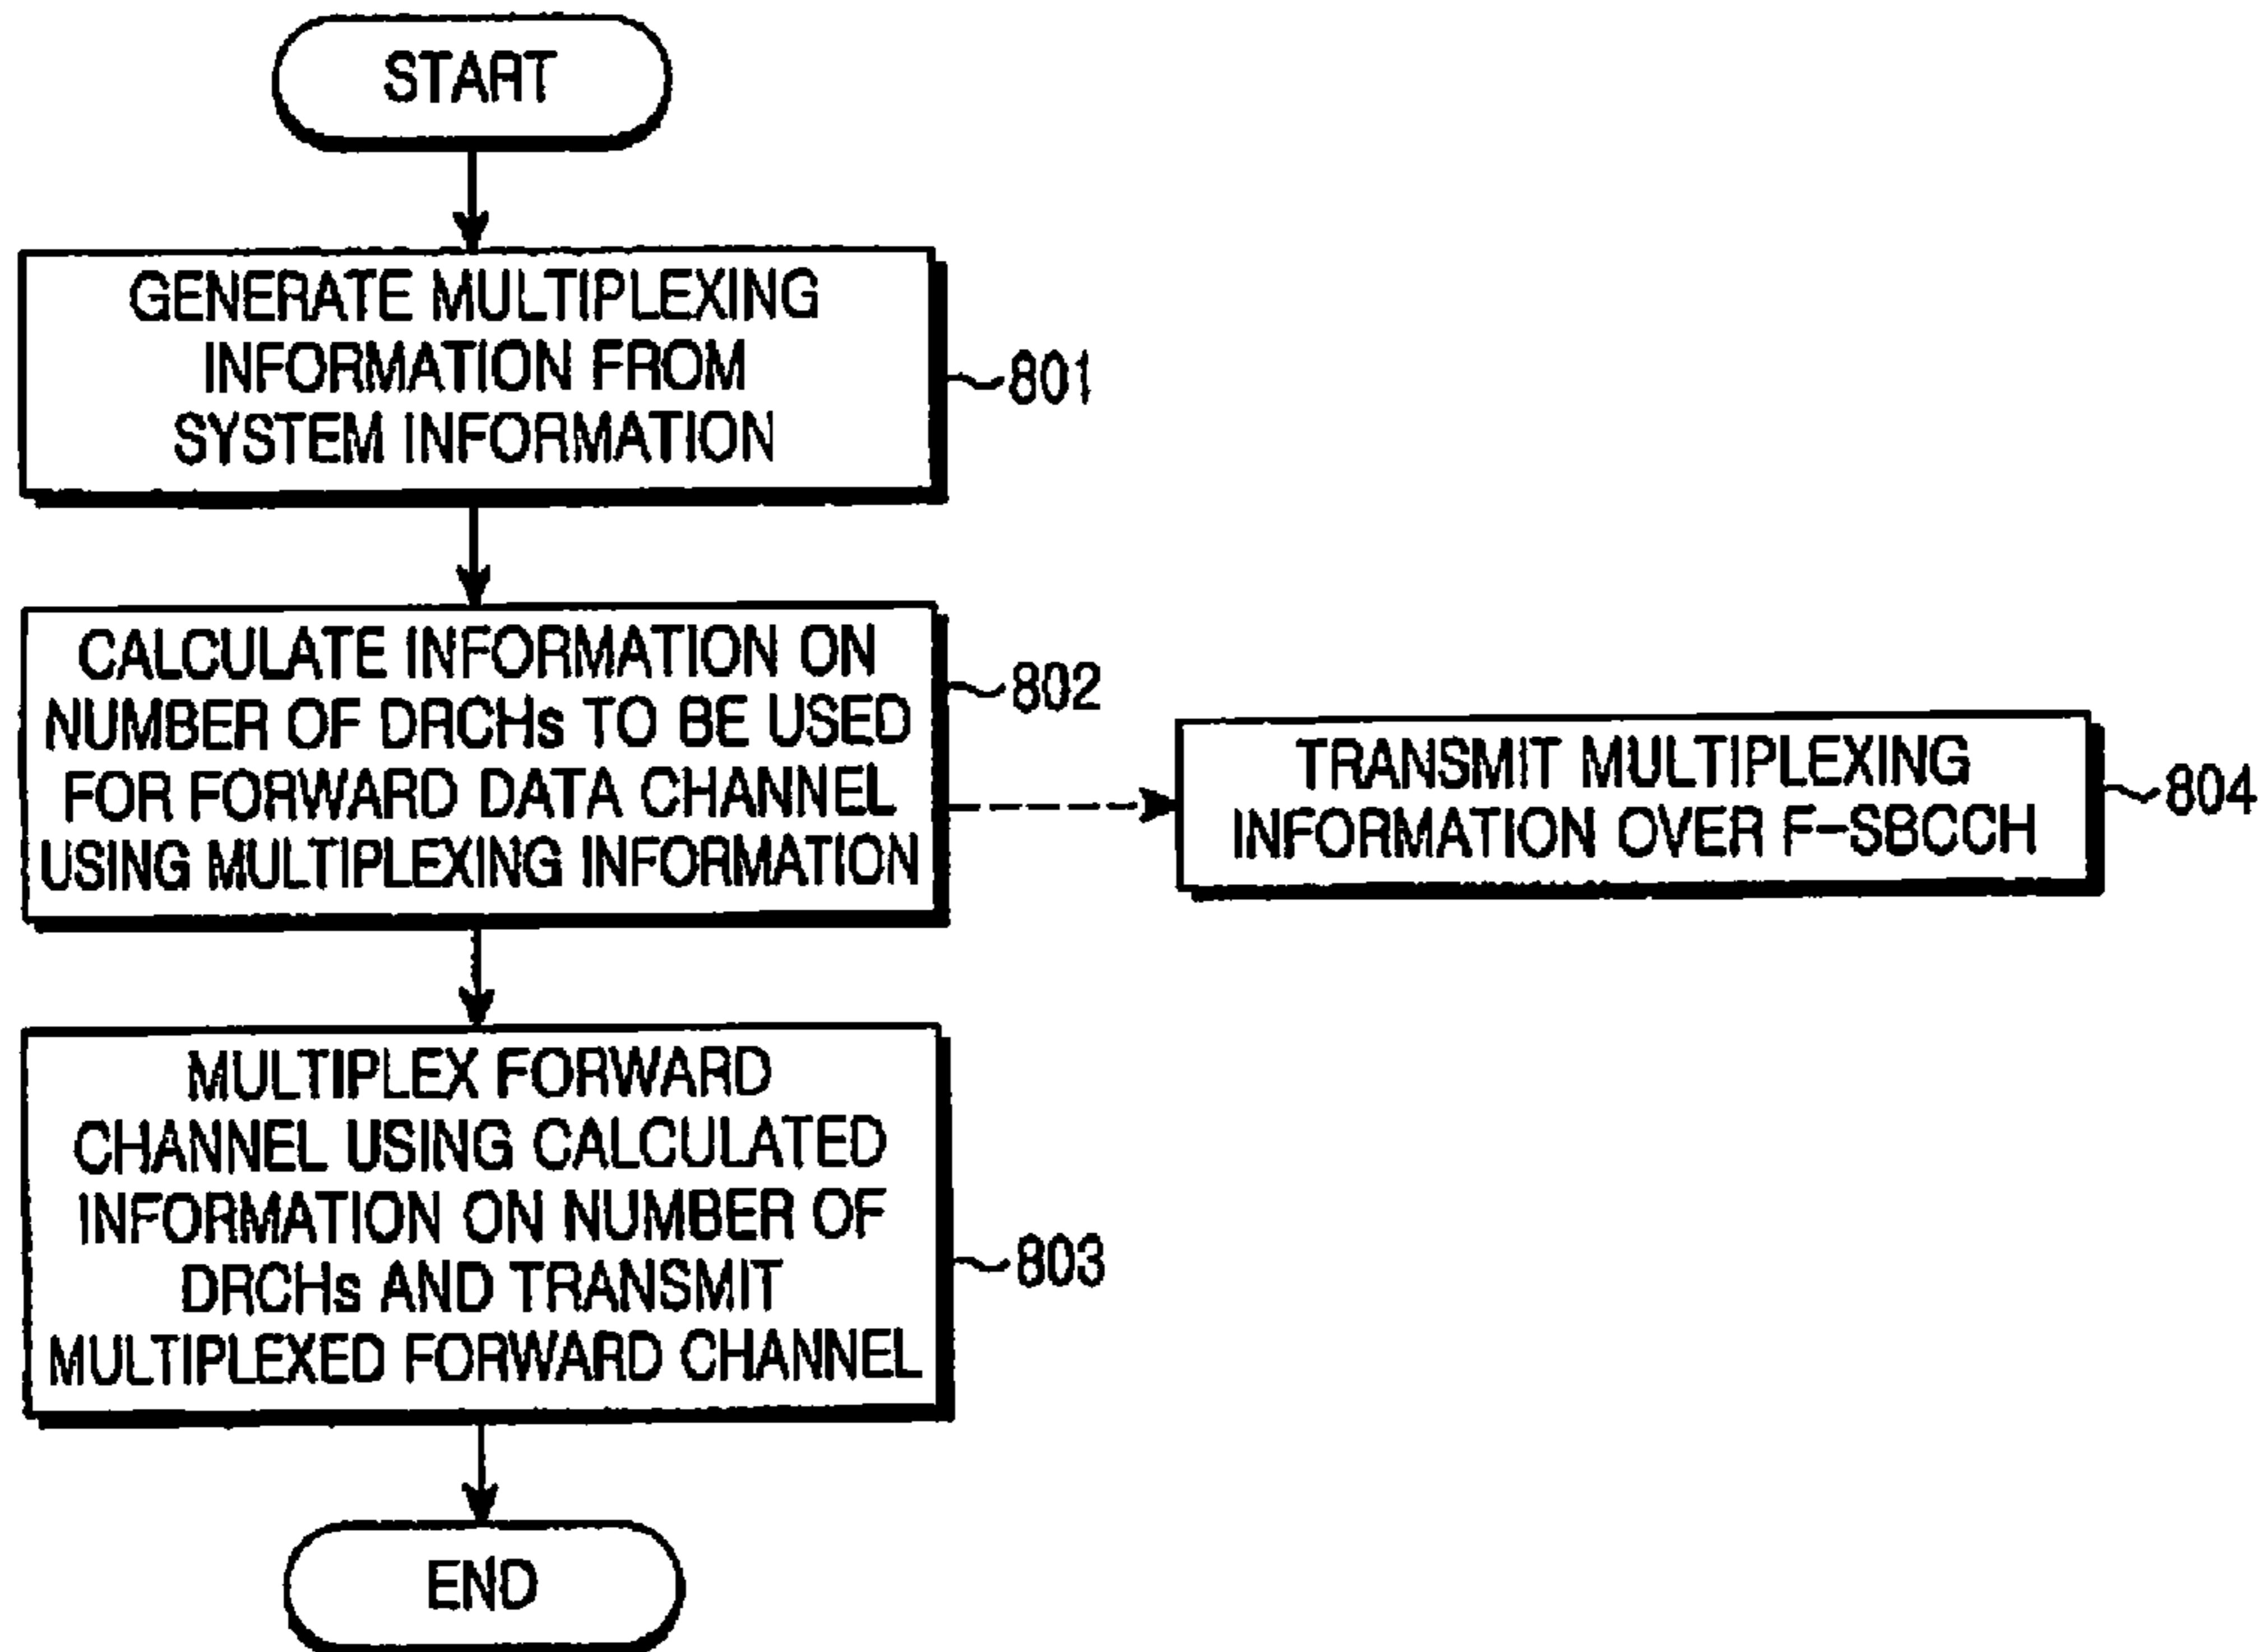 START
GENERATE MULTIPLEXING
INFORMATION FROM
SYSTEM INFORMATION
801
CALCULATE INFORMATION ON
NUMBER OF DRCHs TO BE USED
FOR FORWARD DATA CHANNEL
USING MULTIPLEXING INFORMATION
802
TRANSMIT MULTIPLEXING
INFORMATION OVER F-SBCCH
804
MULTIPLEX FORWARD
CHANNEL USING CALCULATED
INFORMATION ON NUMBER OF
DRCHs AND TRANSMIT
MULTIPLEXED FORWARD CHANNEL
803
END